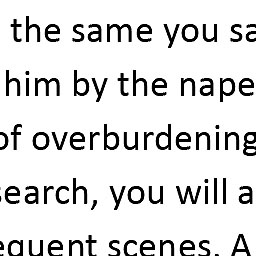 the same you sa
him by the nape
of overburdening
search, you will a
equent scenes. A